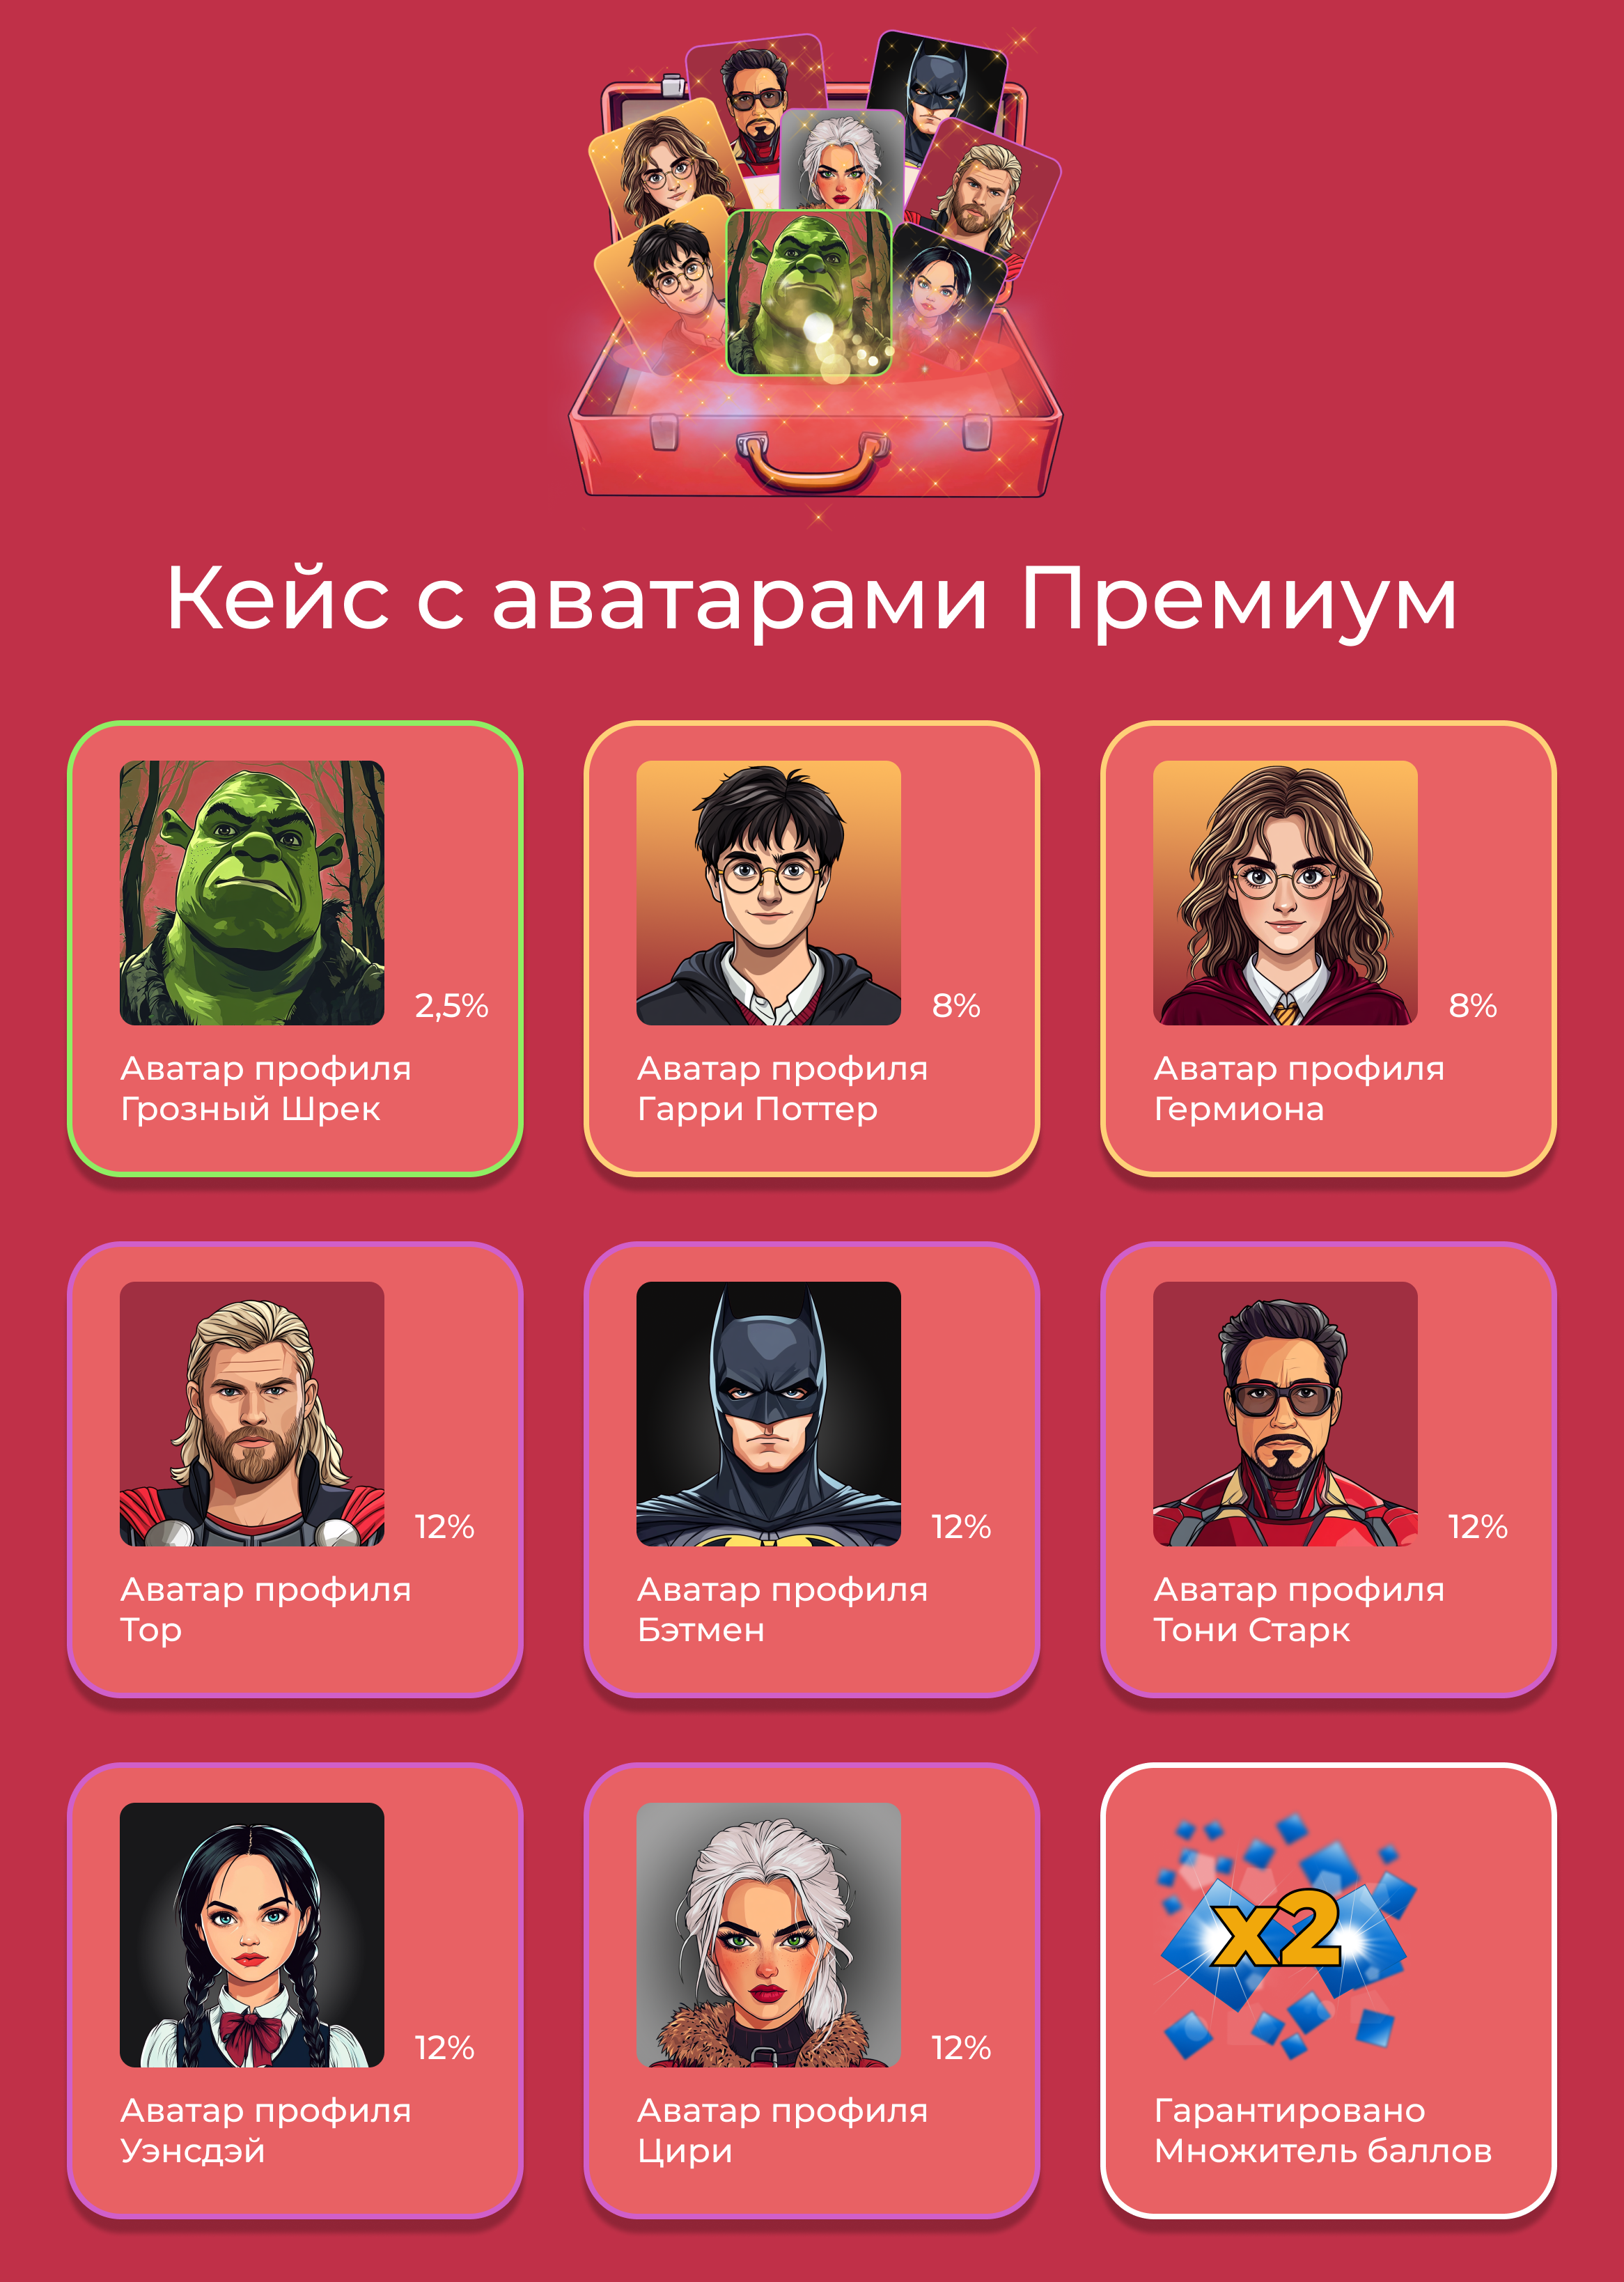 Кейс с аватарами Премиум
2,5%
Аватар профиля
Грозный Шрек
8%
Аватар профиля
Гарри Поттер
8%
Аватар профиля
Гермиона
12%
Аватар профиля
Тор
12%
Аватар профиля
Бэтмен
12%
Аватар профиля
Тони Старк
12%
Аватар профиля
Уэнсдэй
12%
Аватар профиля
Цири
x2
Гарантировано
Множитель баллов